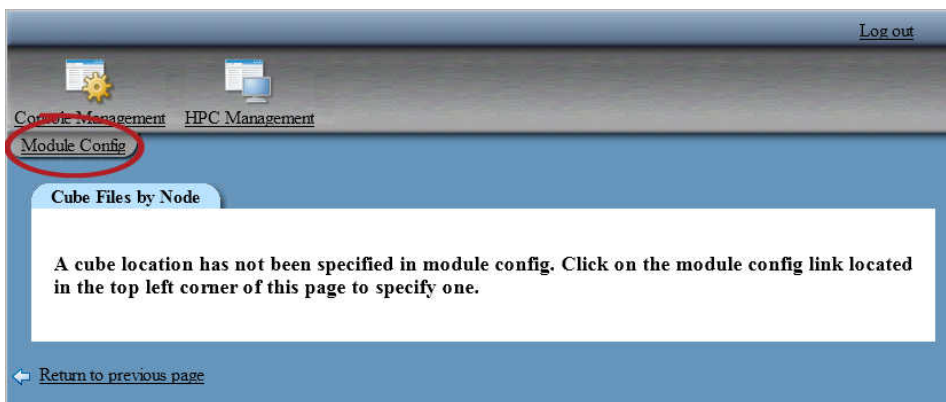 Log out
Console Management HPC Management
Module Config
Cube Files by Node
A cube location has not been specified in module config. Click on the module config link located
in the top left corner of this page to specify one.
Return to previous page